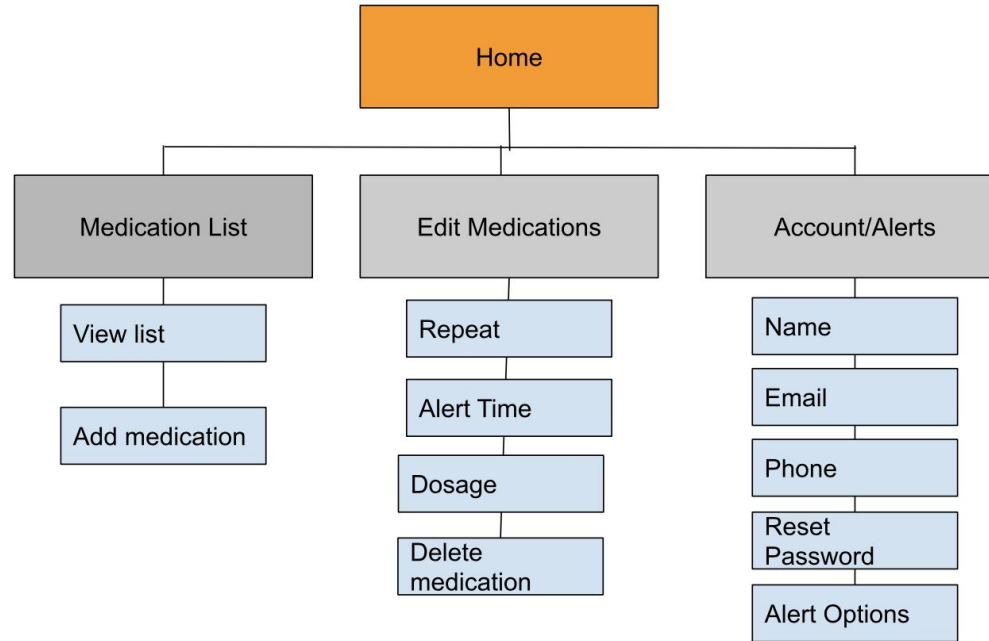 Home
Medication List
Edit Medications
Account/Alerts
View list
Add medication
Repeat
Alert Time
Dosage
Delete
medication
Name
Email
Phone
Reset
Password
Alert Options